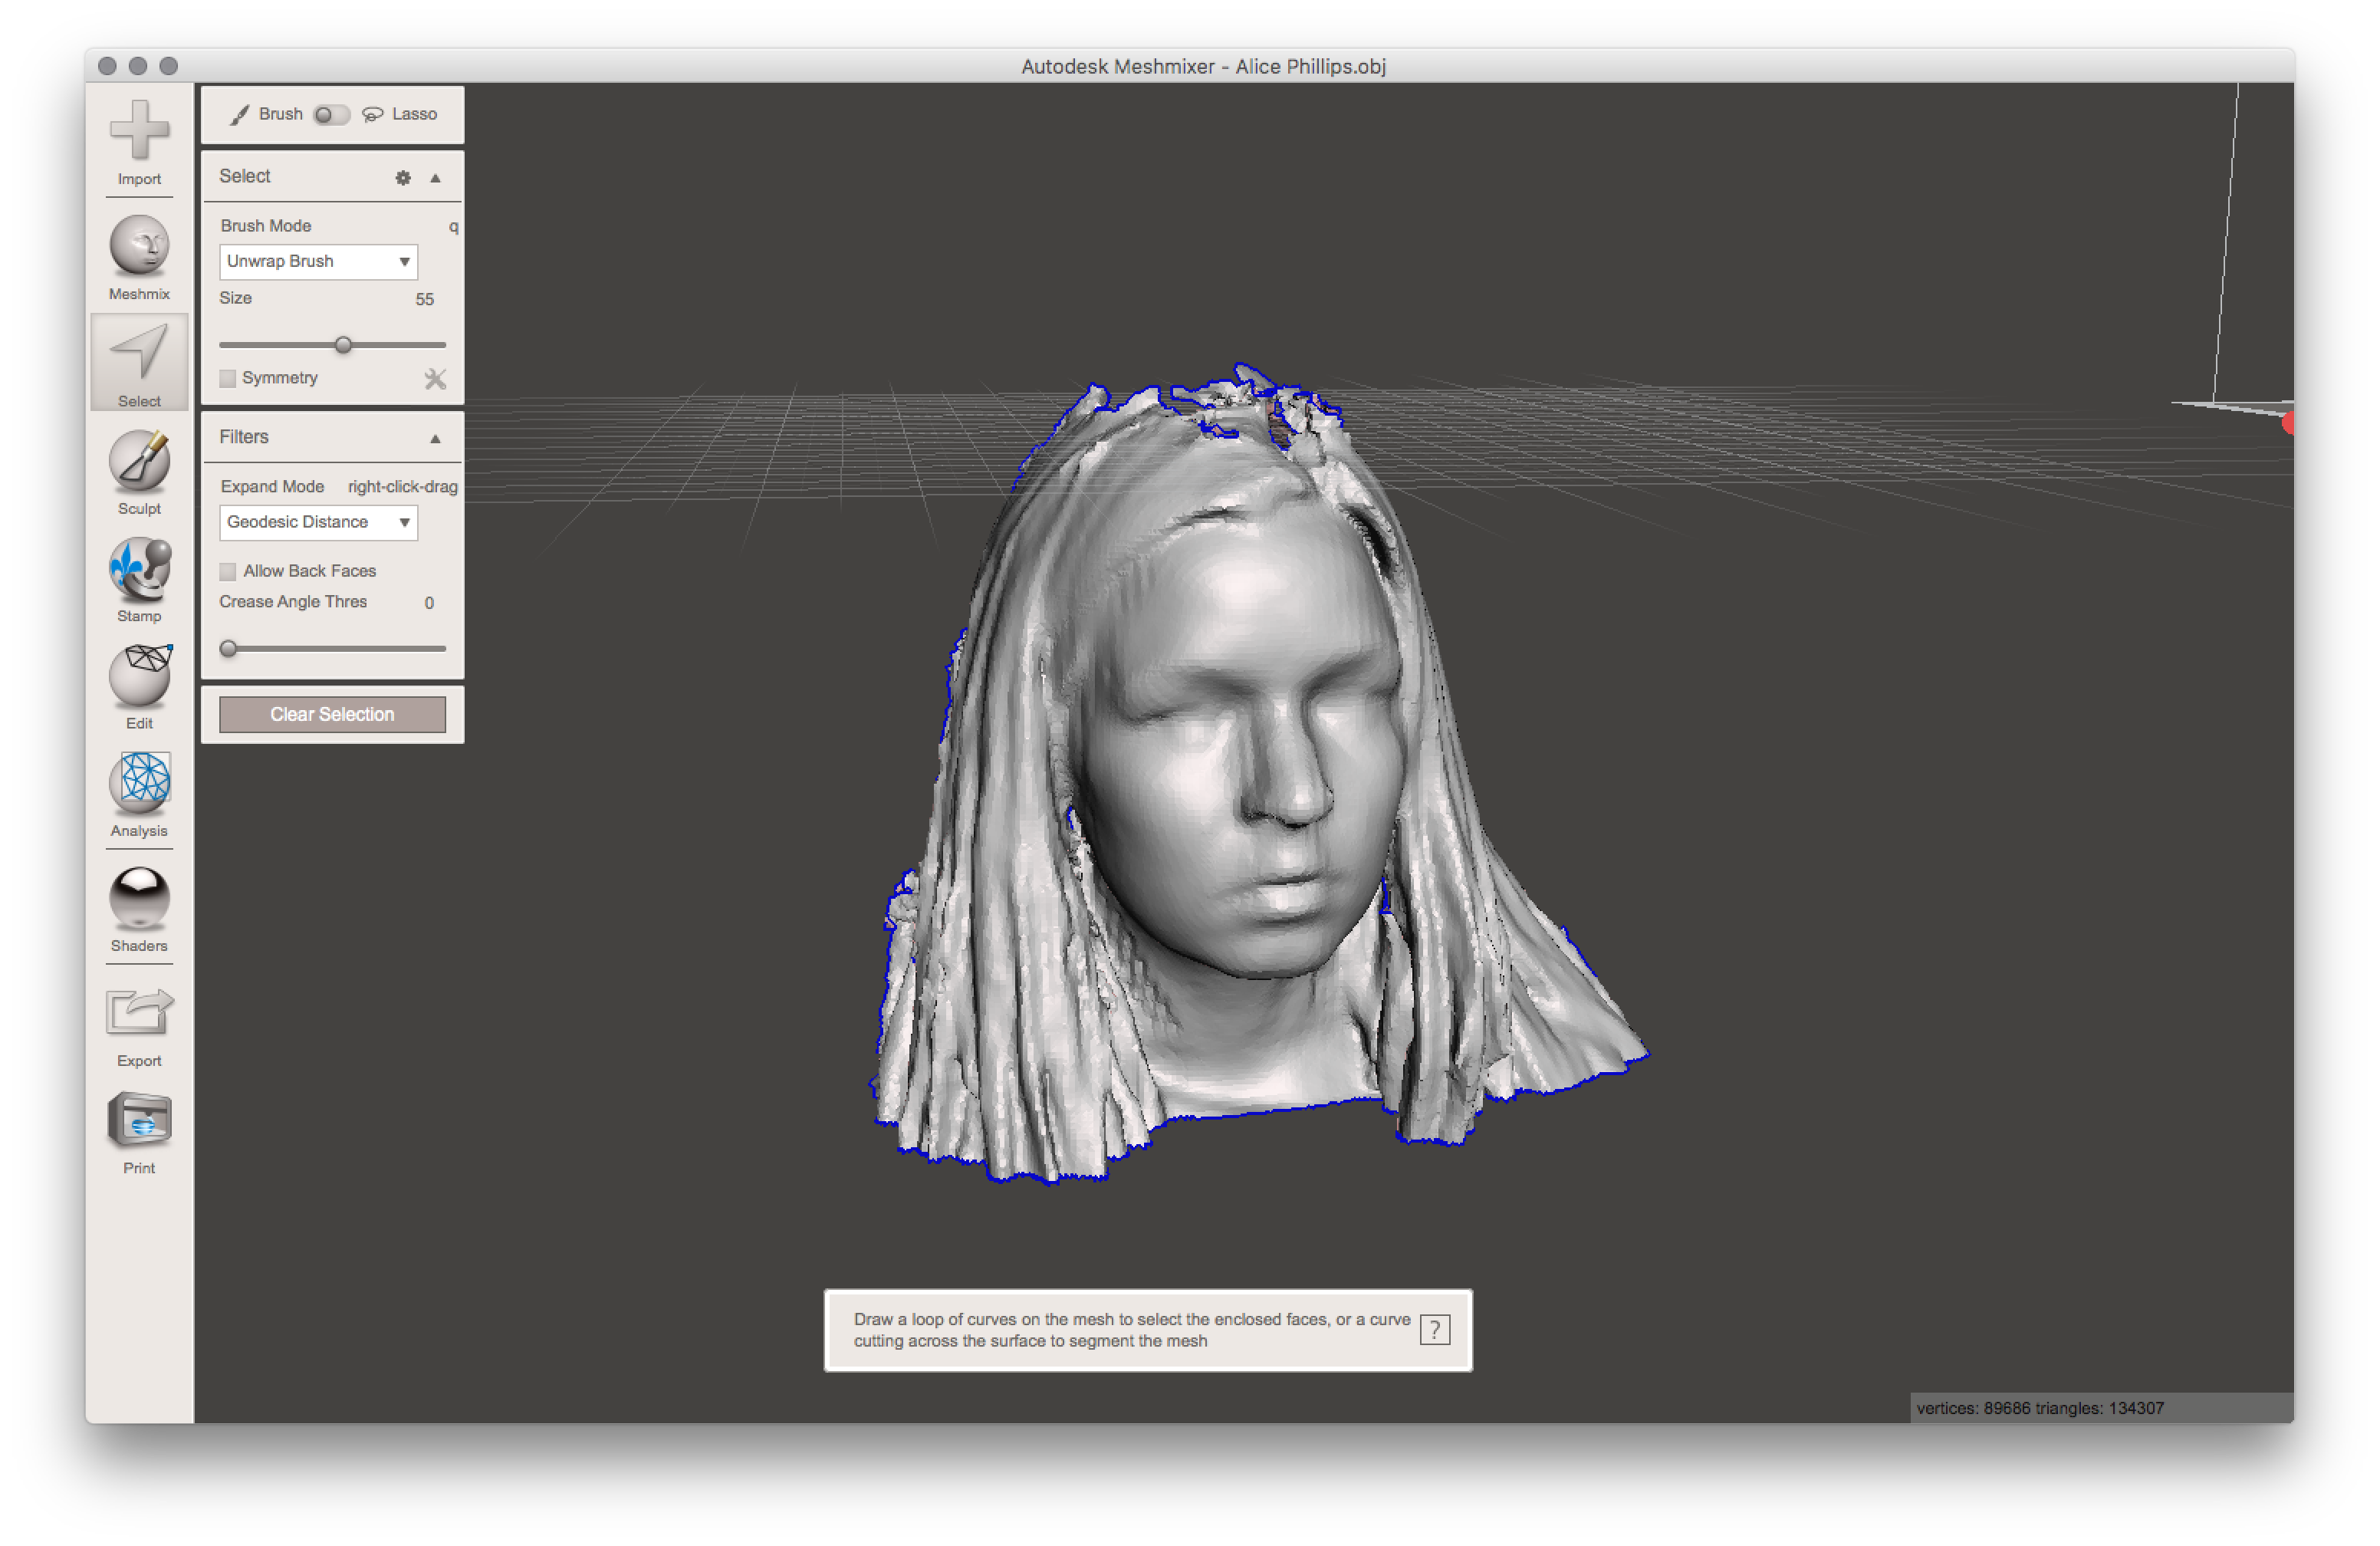 Autodesk Meshmixer - Alice Phillips.obj
Import
Meshmix
Select
Sculpt
Stamp
Edit
Analysis
Shaders
Export
Print
Brush Lasso
Select
Brush Mode q
Unwrap Brush
Size 55
Symmetry
Filters
Expand Mode right-click-drag
Geodesic Distance
Allow Back Faces
Crease Angle Thres 0
Clear Selection
Draw a loop of curves on the mesh to select the enclosed faces, or a curve
cutting across the surface to segment the mesh
?
vertices: 89686 triangles: 134307